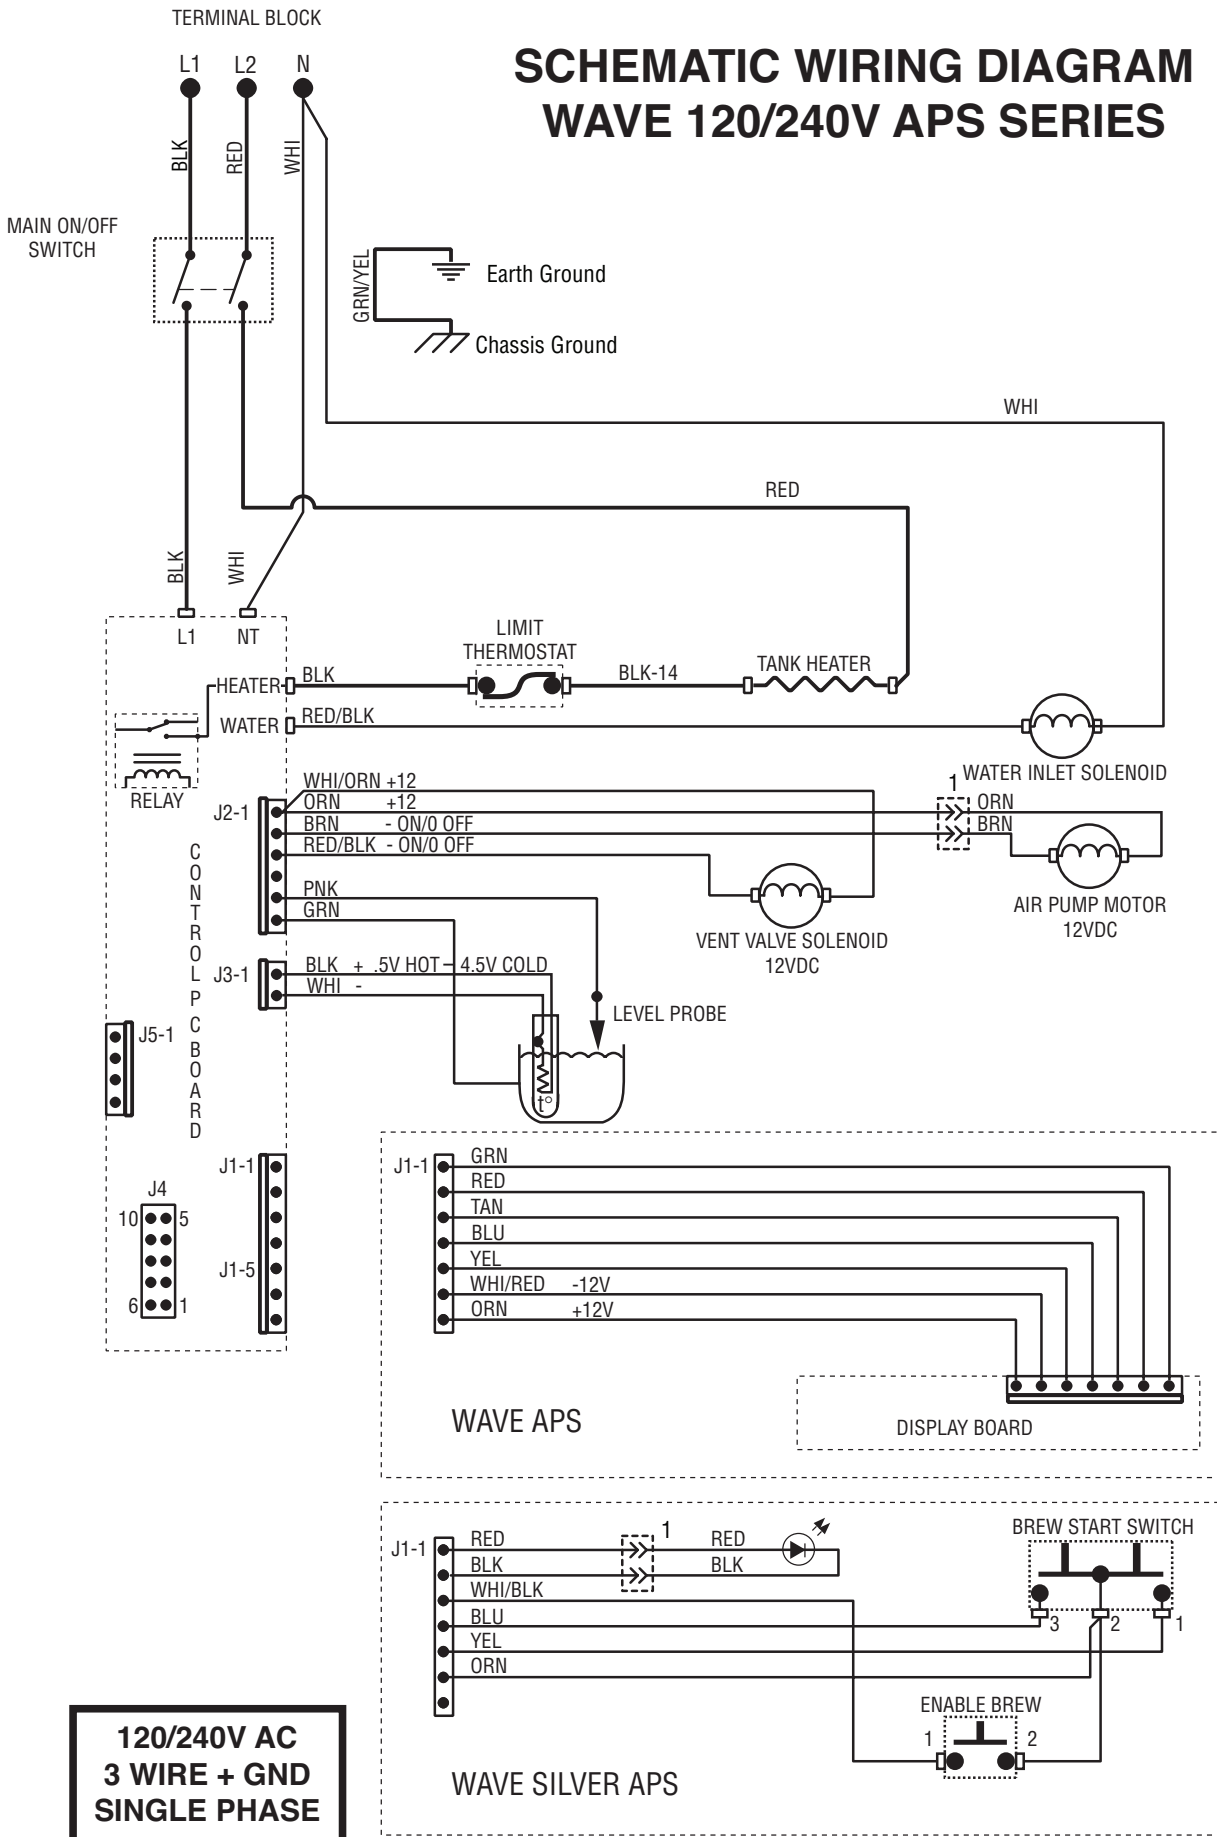 TERMINAL BLOCK
SCHEMATIC WIRING DIAGRAM
WAVE 120/240V APS SERIES
L1
L2
N
BLK
RED
WHI
MAIN ON/OFF
SWITCH
GRN/YEL
Earth Ground
Chassis Ground
WHI
RED
BLK
WHI
L1
NT
LIMIT
THERMOSTAT
HEATER
BLK
BLK-14
TANK HEATER
WATER
RED/BLK
WATER INLET SOLENOID
RELAY
J2-1
WHI/ORN +12
ORN +12
BRN - ON/0 OFF
RED/BLK - ON/0 OFF
PNK
GRN
1
ORN
BRN
AIR PUMP MOTOR
12VDC
VENT VALVE SOLENOID
12VDC
CONTROL P C BOARD
J3-1
BLK + .5V HOT – 4.5V COLD
WHI -
LEVEL PROBE
t°
J5-1
J1-1
J4
10
5
6
1
J1-5
J1-1
GRN
RED
TAN
BLU
YEL
WHI/RED -12V
ORN +12V
WAVE APS
DISPLAY BOARD
J1-1
RED
BLK
WHI/BLK
BLU
YEL
ORN
1
RED
BLK
BREW START SWITCH
3
2
1
ENABLE BREW
1
2
WAVE SILVER APS
120/240V AC
3 WIRE + GND
SINGLE PHASE